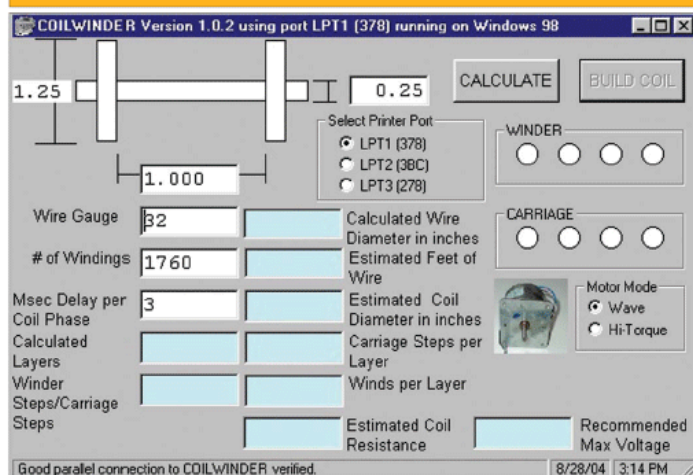 COILWINDER Version 1.0.2 using port LPT1 (378) running on Windows 98
1.25
0.25
CALCULATE
BUILD COIL
Select Printer Port
LPT1 (378)
LPT2 (3BC)
LPT3 (278)
WINDER
1.000
Wire Gauge
32
Calculated Wire
Diameter in inches
CARRIAGE
# of Windings
1760
Estimated Feet of
Wire
Msec Delay per
Coil Phase
3
Estimated Coil
Diameter in inches
Motor Mode
Wave
Hi-Torque
Calculated
Layers
Carriage Steps per
Layer
Winder
Steps/Carriage
Steps
Winds per Layer
Estimated Coil
Resistance
Recommended
Max Voltage
Good parallel connection to COILWINDER verified.
8/28/04
3:14 PM